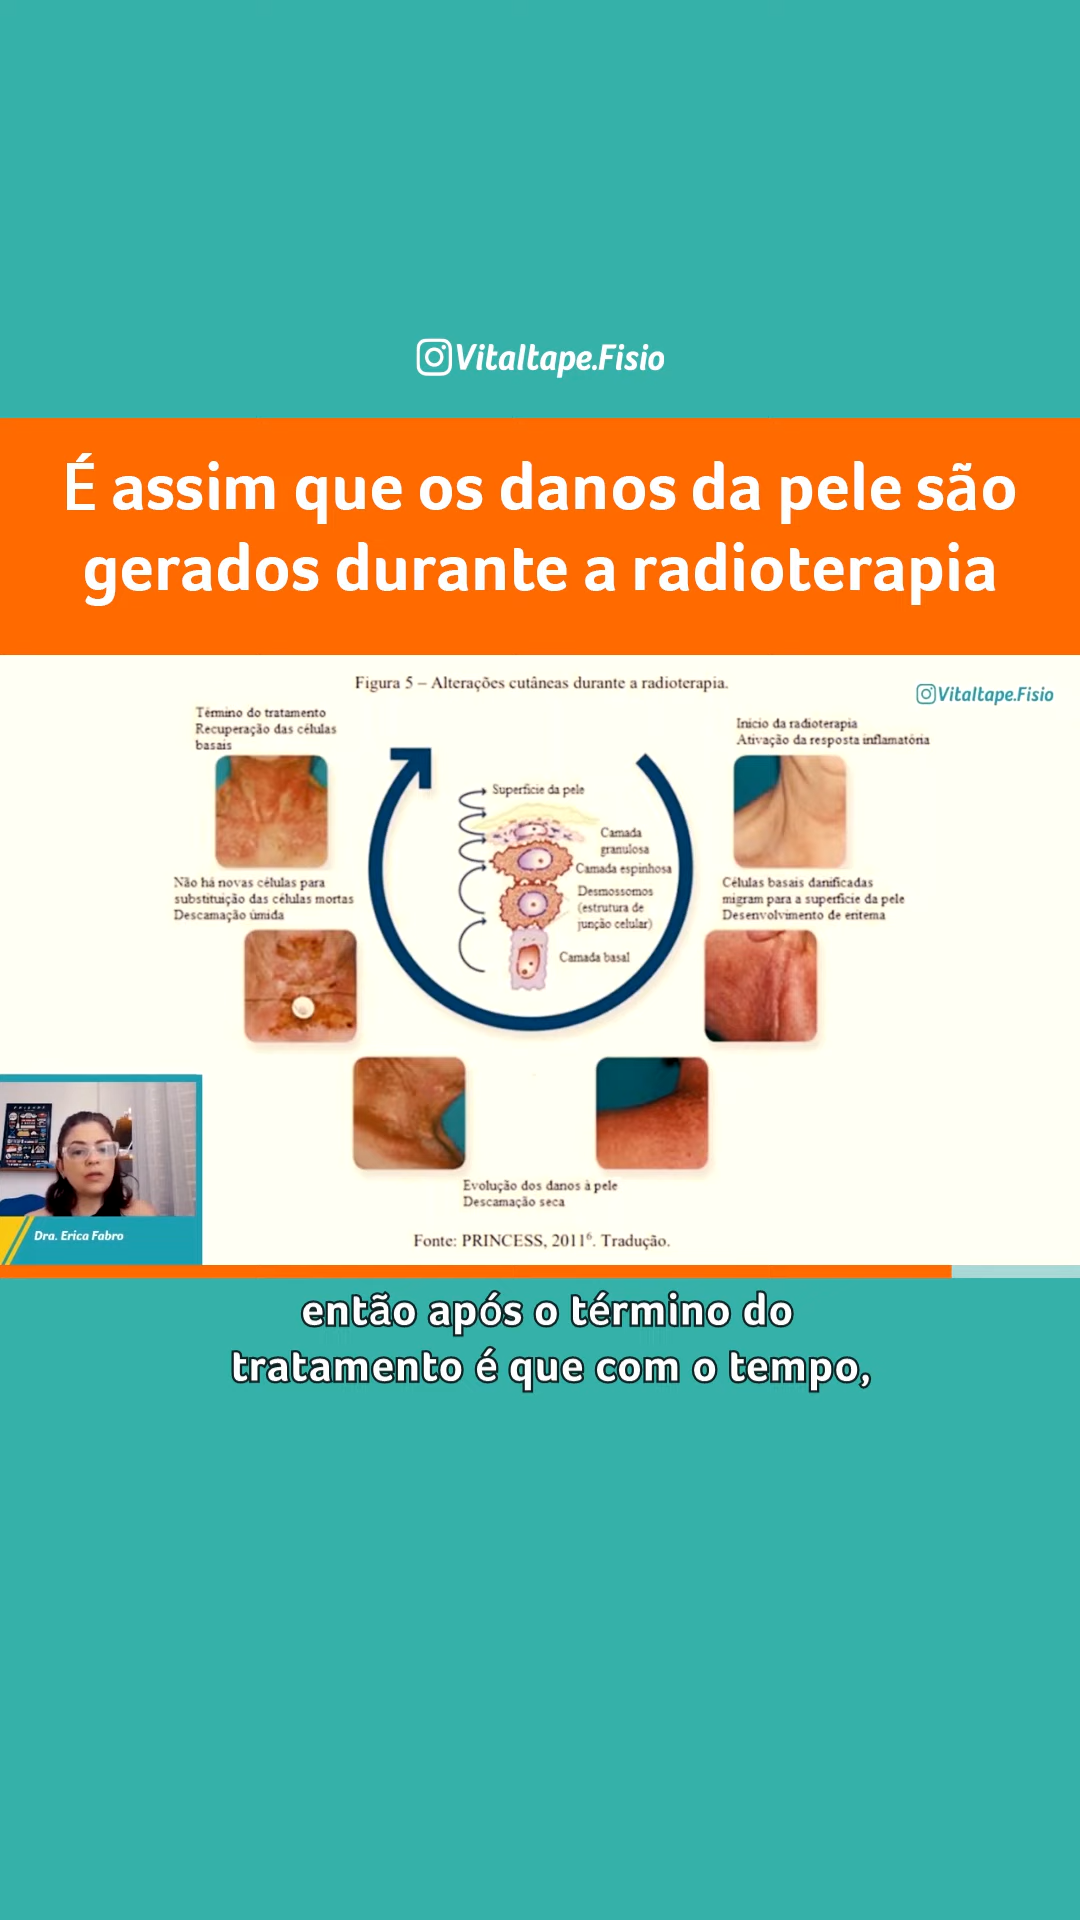 Vitaltape.Fisio
É assim que os danos da pele são
gerados durante a radioterapia
Figura 5 – Alterações cutâneas durante a radioterapia.
Vitaltape.Fisio
Término do tratamento
Recuperação das células
basais
Início da radioterapia
Ativação da resposta inflamatória
Superfície da pele
Camada
granulosa
Camada espinhosa
Desmossomos
(estrutura de
junção celular)
Camada basal
Não há novas células para
substituição das células mortas
Descamação úmida
Células basais danificadas
migram para a superfície da pele
Desenvolvimento de eritema
Evolução dos danos à pele
Descamação seca
Fonte: PRINCESS, 2011⁶. Tradução.
Dra. Erica Fabro
então após o término do
tratamento é que com o tempo,